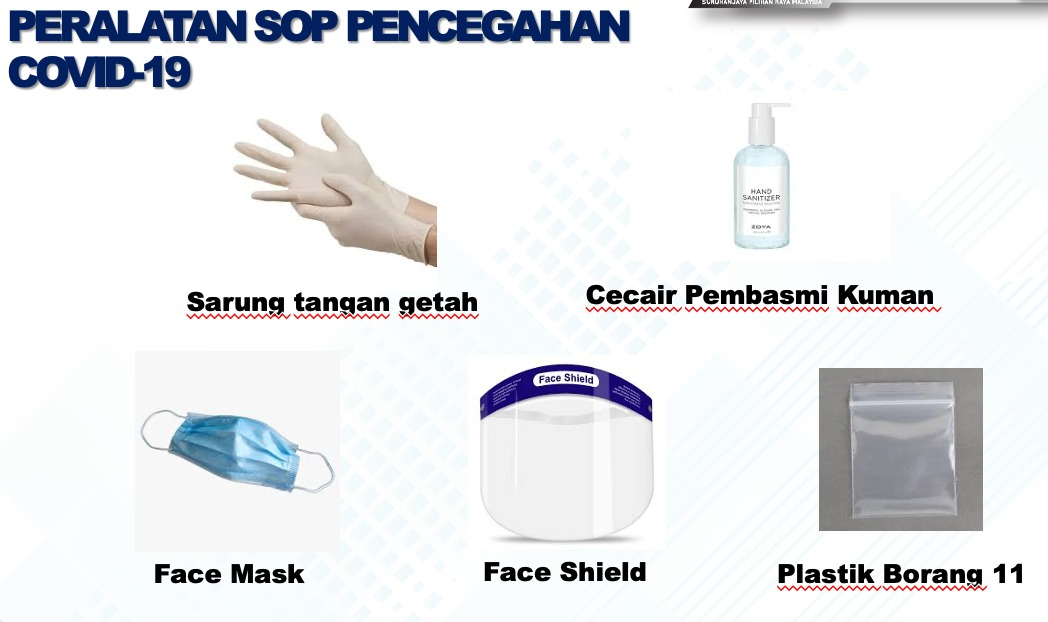 SURUHANJAYA PILIHAN RAYA MALAYSIA
PERALATAN SOP PENCEGAHAN
COVID-19
HAND
SANITIZER
ZOYA
Sarung tangan getah
Cecair Pembasmi Kuman
Face Shield
Face Mask
Face Shield
Plastik Borang 11